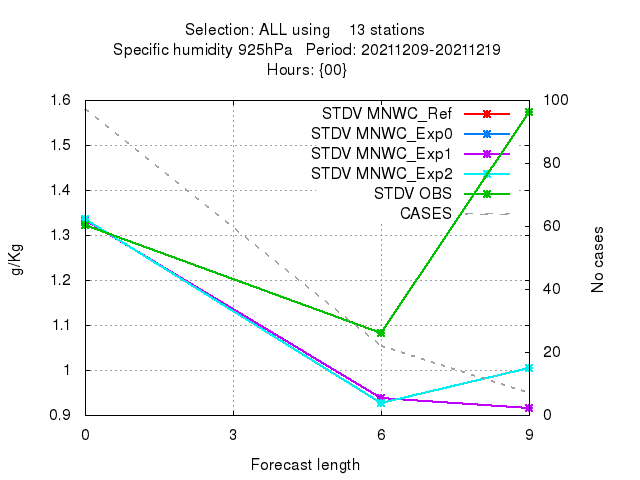 Selection: ALL using    13 stations
Specific humidity 925hPa   Period: 20211209-20211219
Hours: {00}
1.6
1.5
1.4
1.3
1.2
1.1
1
0.9
g/Kg
STDV MNWC_Ref
STDV MNWC_Exp0
STDV MNWC_Exp1
STDV MNWC_Exp2
STDV OBS
CASES
100
80
60
40
20
0
No cases
0 3 6 9
Forecast length